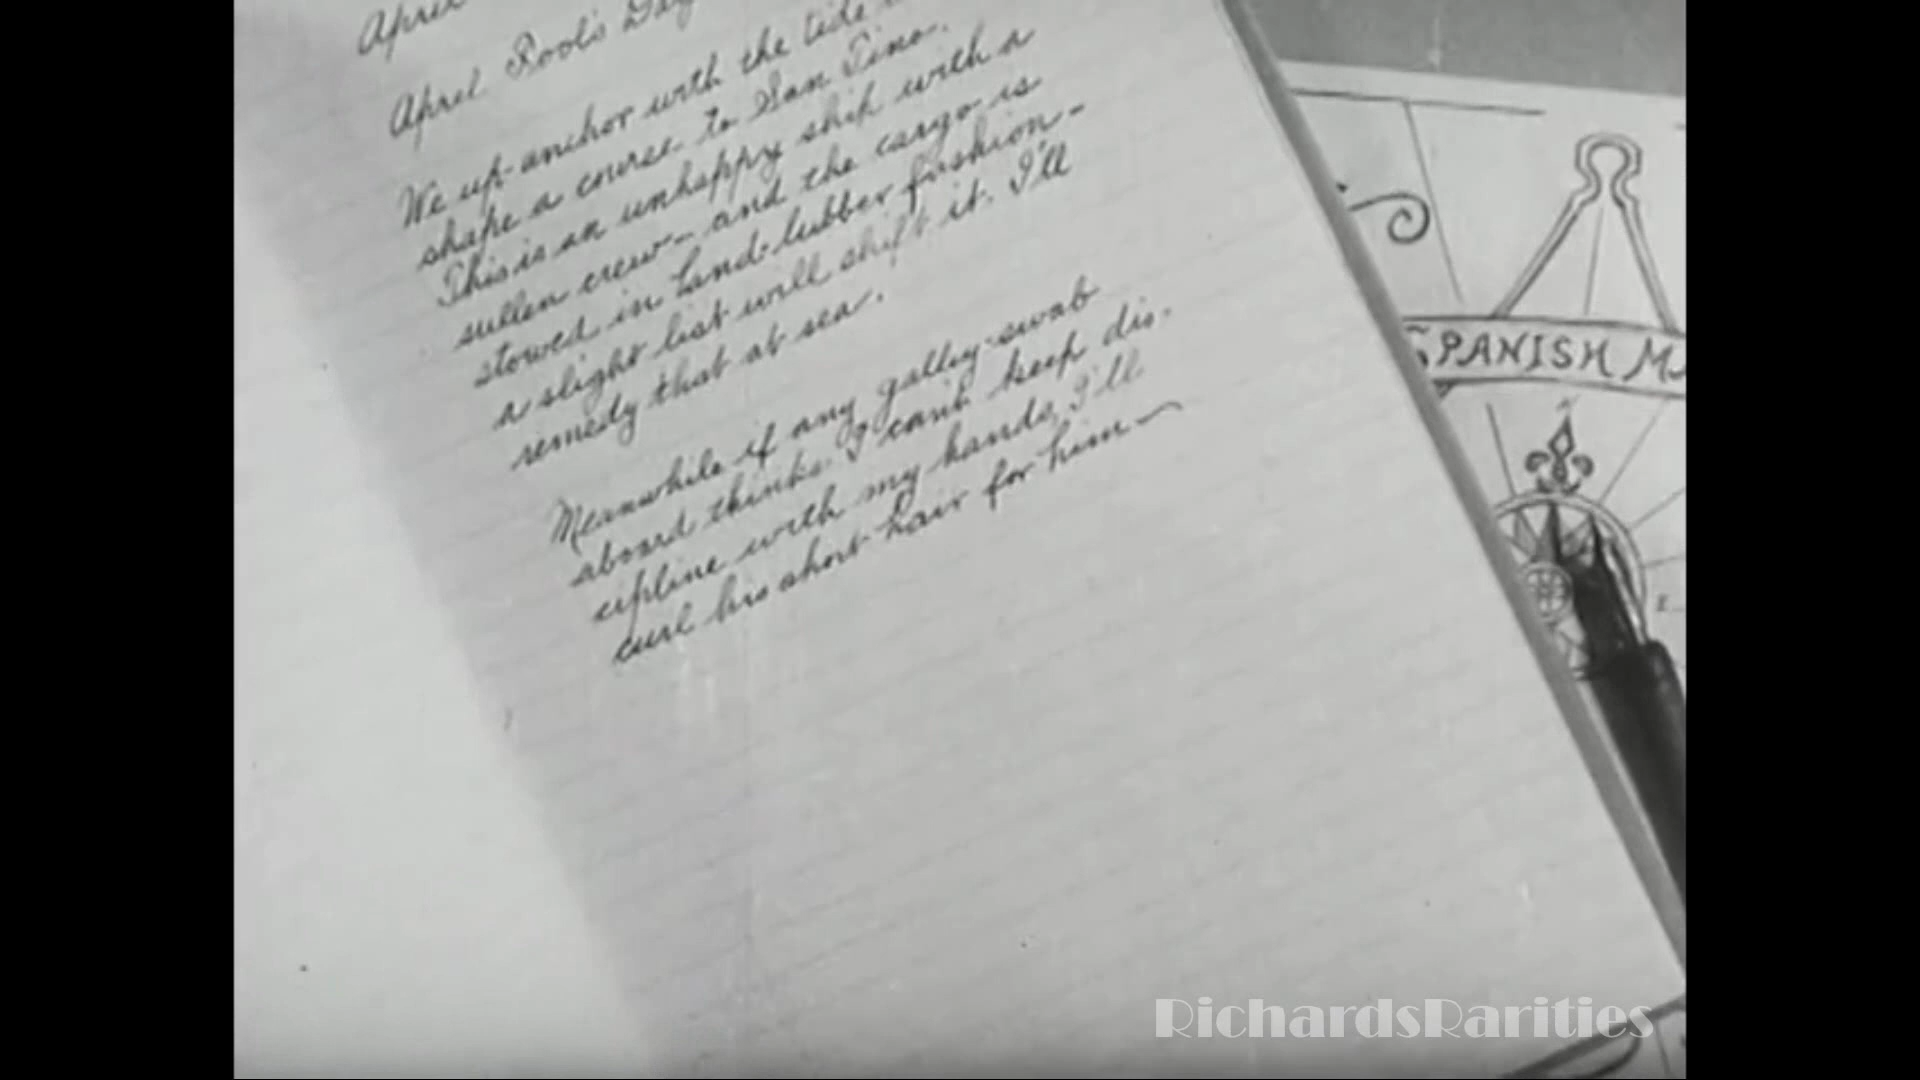 April
April Fool's Day
We up-anchor with the tide
shape a course to San Tino.
This is an unhappy ship with a
sullen crew - and the cargo is
stowed in land-lubber fashion -
a slight list will shift it. I'll
remedy that at sea.
Meanwhile if any galley-swab
aboard thinks I can't keep dis-
cipline with my hands, I'll
curl his short hair for him -
SPANISH MA
E
RichardsRarities